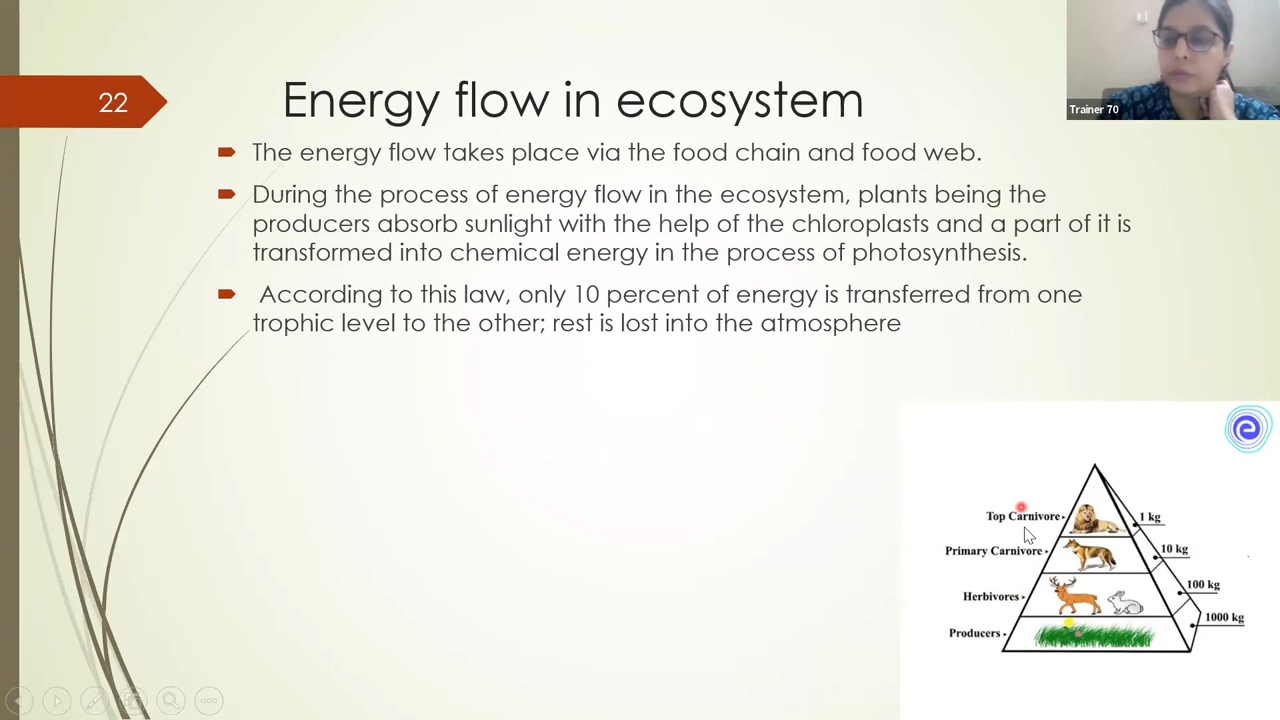 Trainer 70
22
Energy flow in ecosystem
The energy flow takes place via the food chain and food web.
During the process of energy flow in the ecosystem, plants being the
producers absorb sunlight with the help of the chloroplasts and a part of it is
transformed into chemical energy in the process of photosynthesis.
According to this law, only 10 percent of energy is transferred from one
trophic level to the other; rest is lost into the atmosphere
e
Top Carnivore
1 kg
Primary Carnivore
10 kg
Herbivores
100 kg
Producers
1000 kg